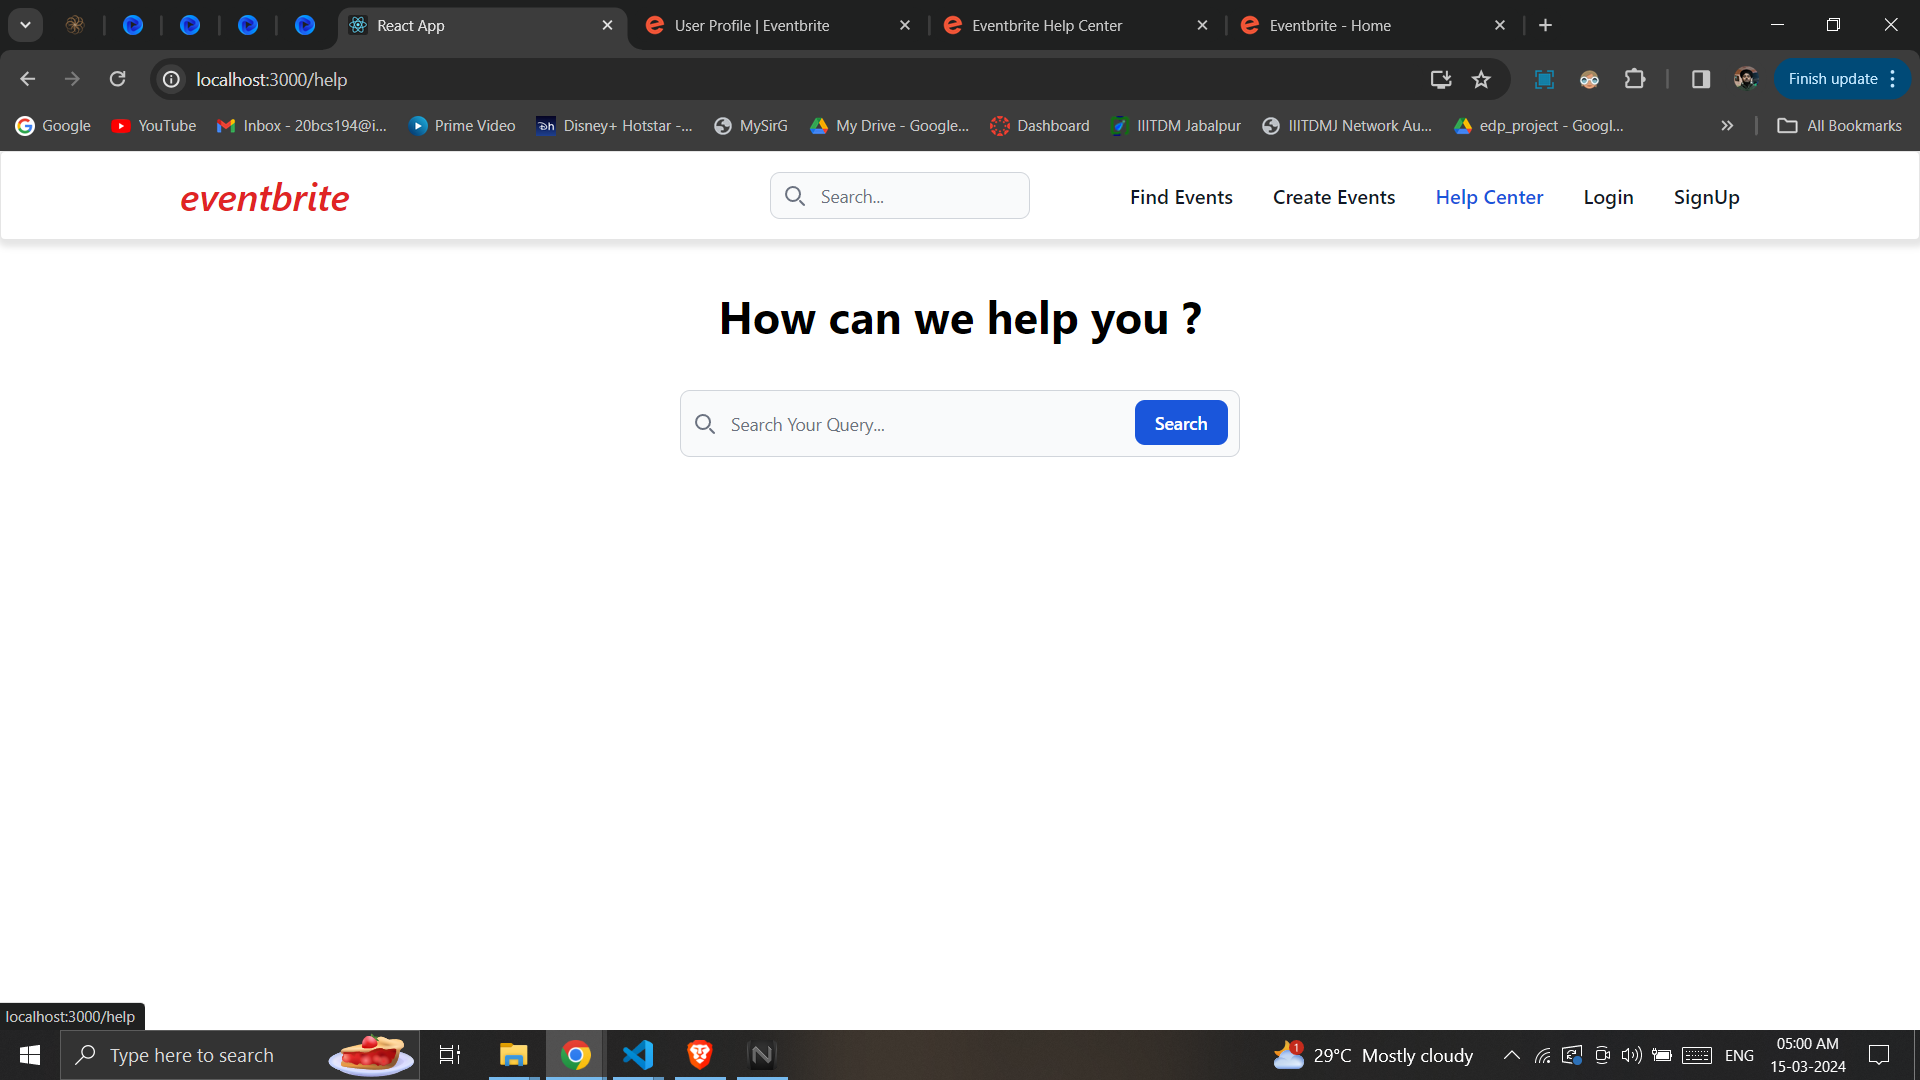 React App
User Profile | Eventbrite
Eventbrite Help Center
Eventbrite - Home
localhost:3000/help
Finish update
Google
YouTube
Inbox - 20bcs194@i...
Prime Video
Disney+ Hotstar -...
MySirG
My Drive - Google...
Dashboard
IIITDM Jabalpur
IIITDMJ Network Au...
edp_project - Googl...
All Bookmarks
eventbrite
Search...
Find Events
Create Events
Help Center
Login
SignUp
How can we help you ?
Search Your Query...
Search
localhost:3000/help
Type here to search
1
29°C Mostly cloudy
ENG
05:00 AM
15-03-2024